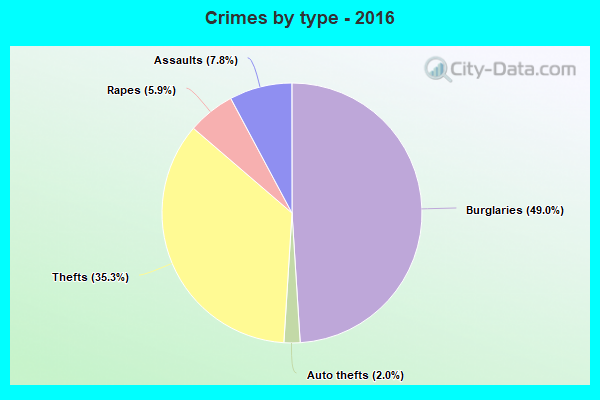 Crimes by type - 2016
City-Data.com
Assaults (7.8%)
Rapes (5.9%)
Burglaries (49.0%)
Thefts (35.3%)
Auto thefts (2.0%)